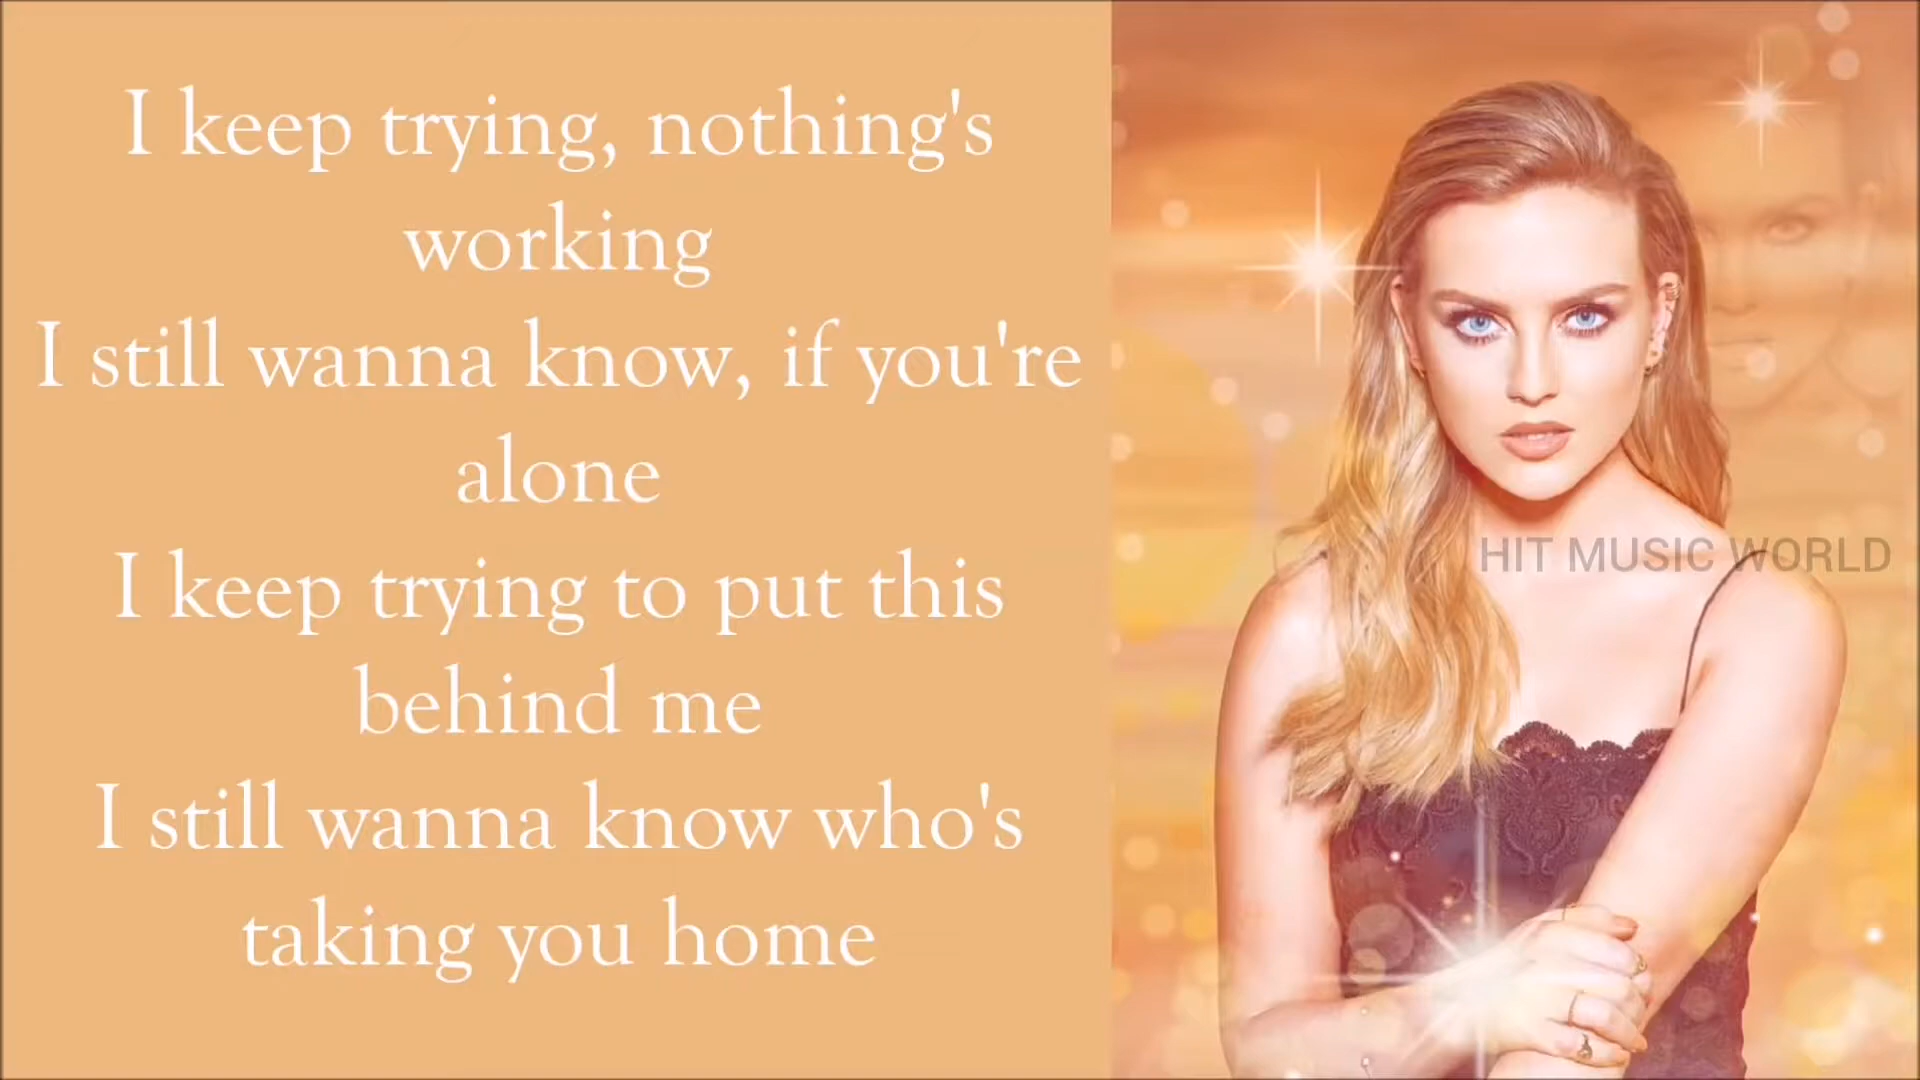 I keep trying, nothing's
working
I still wanna know, if you're
alone
I keep trying to put this
behind me
I still wanna know who's
taking you home
HIT MUSIC WORLD